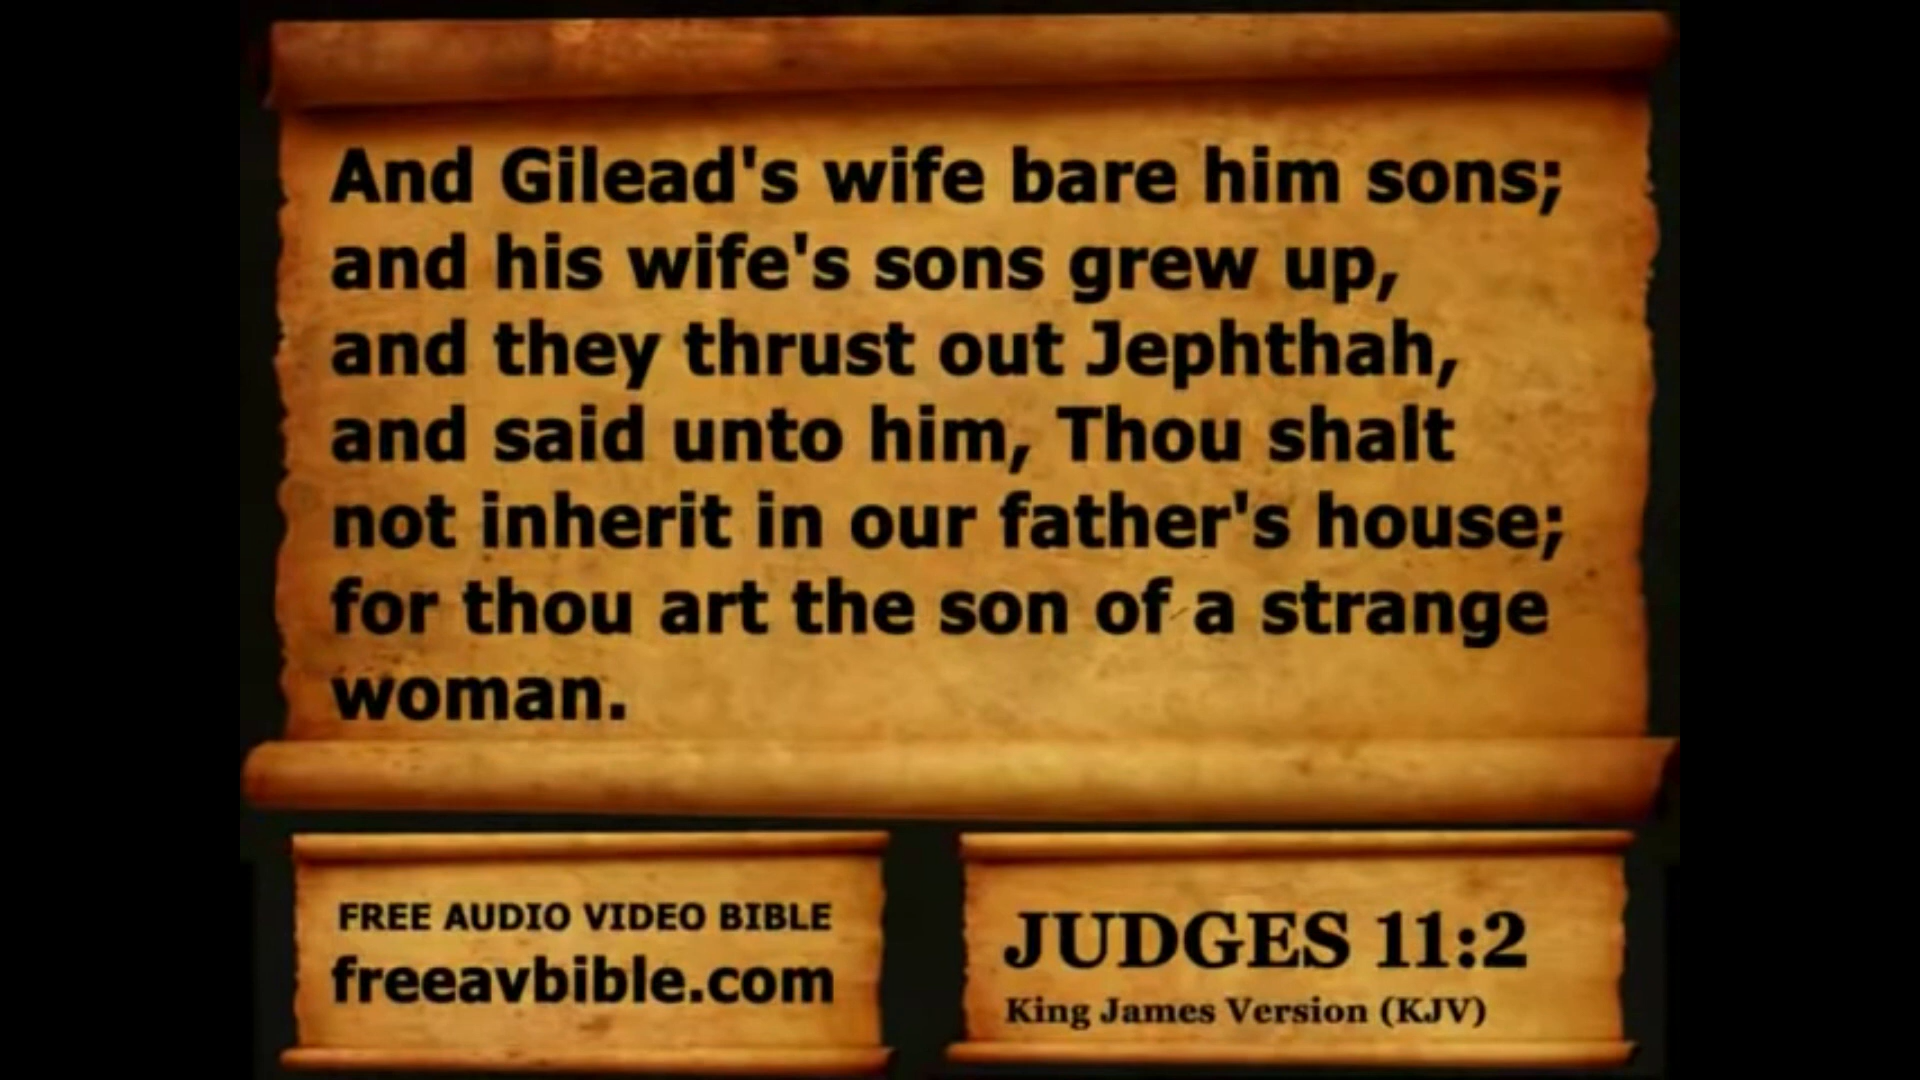 And Gilead's wife bare him sons;
and his wife's sons grew up,
and they thrust out Jephthah,
and said unto him, Thou shalt
not inherit in our father's house;
for thou art the son of a strange
woman.
FREE AUDIO VIDEO BIBLE
freeavbible.com
JUDGES 11:2
King James Version (KJV)